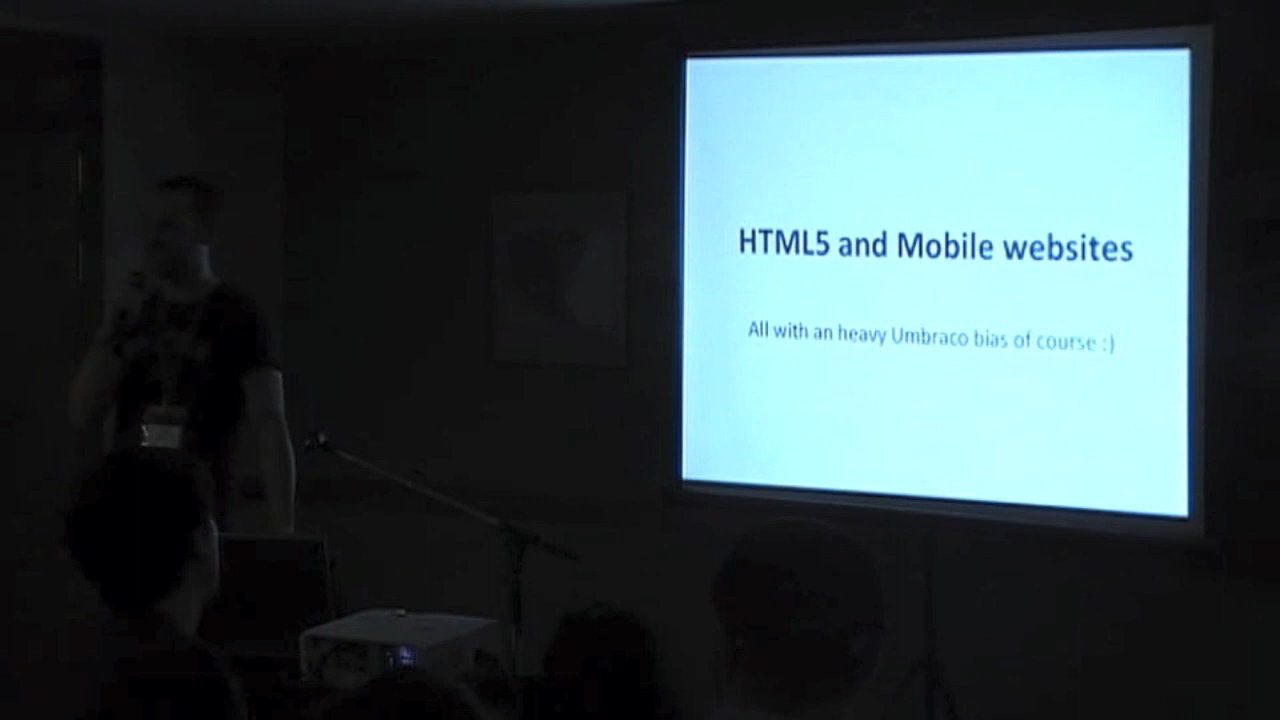 HTML5 and Mobile websites
All with an heavy Umbraco bias of course :)